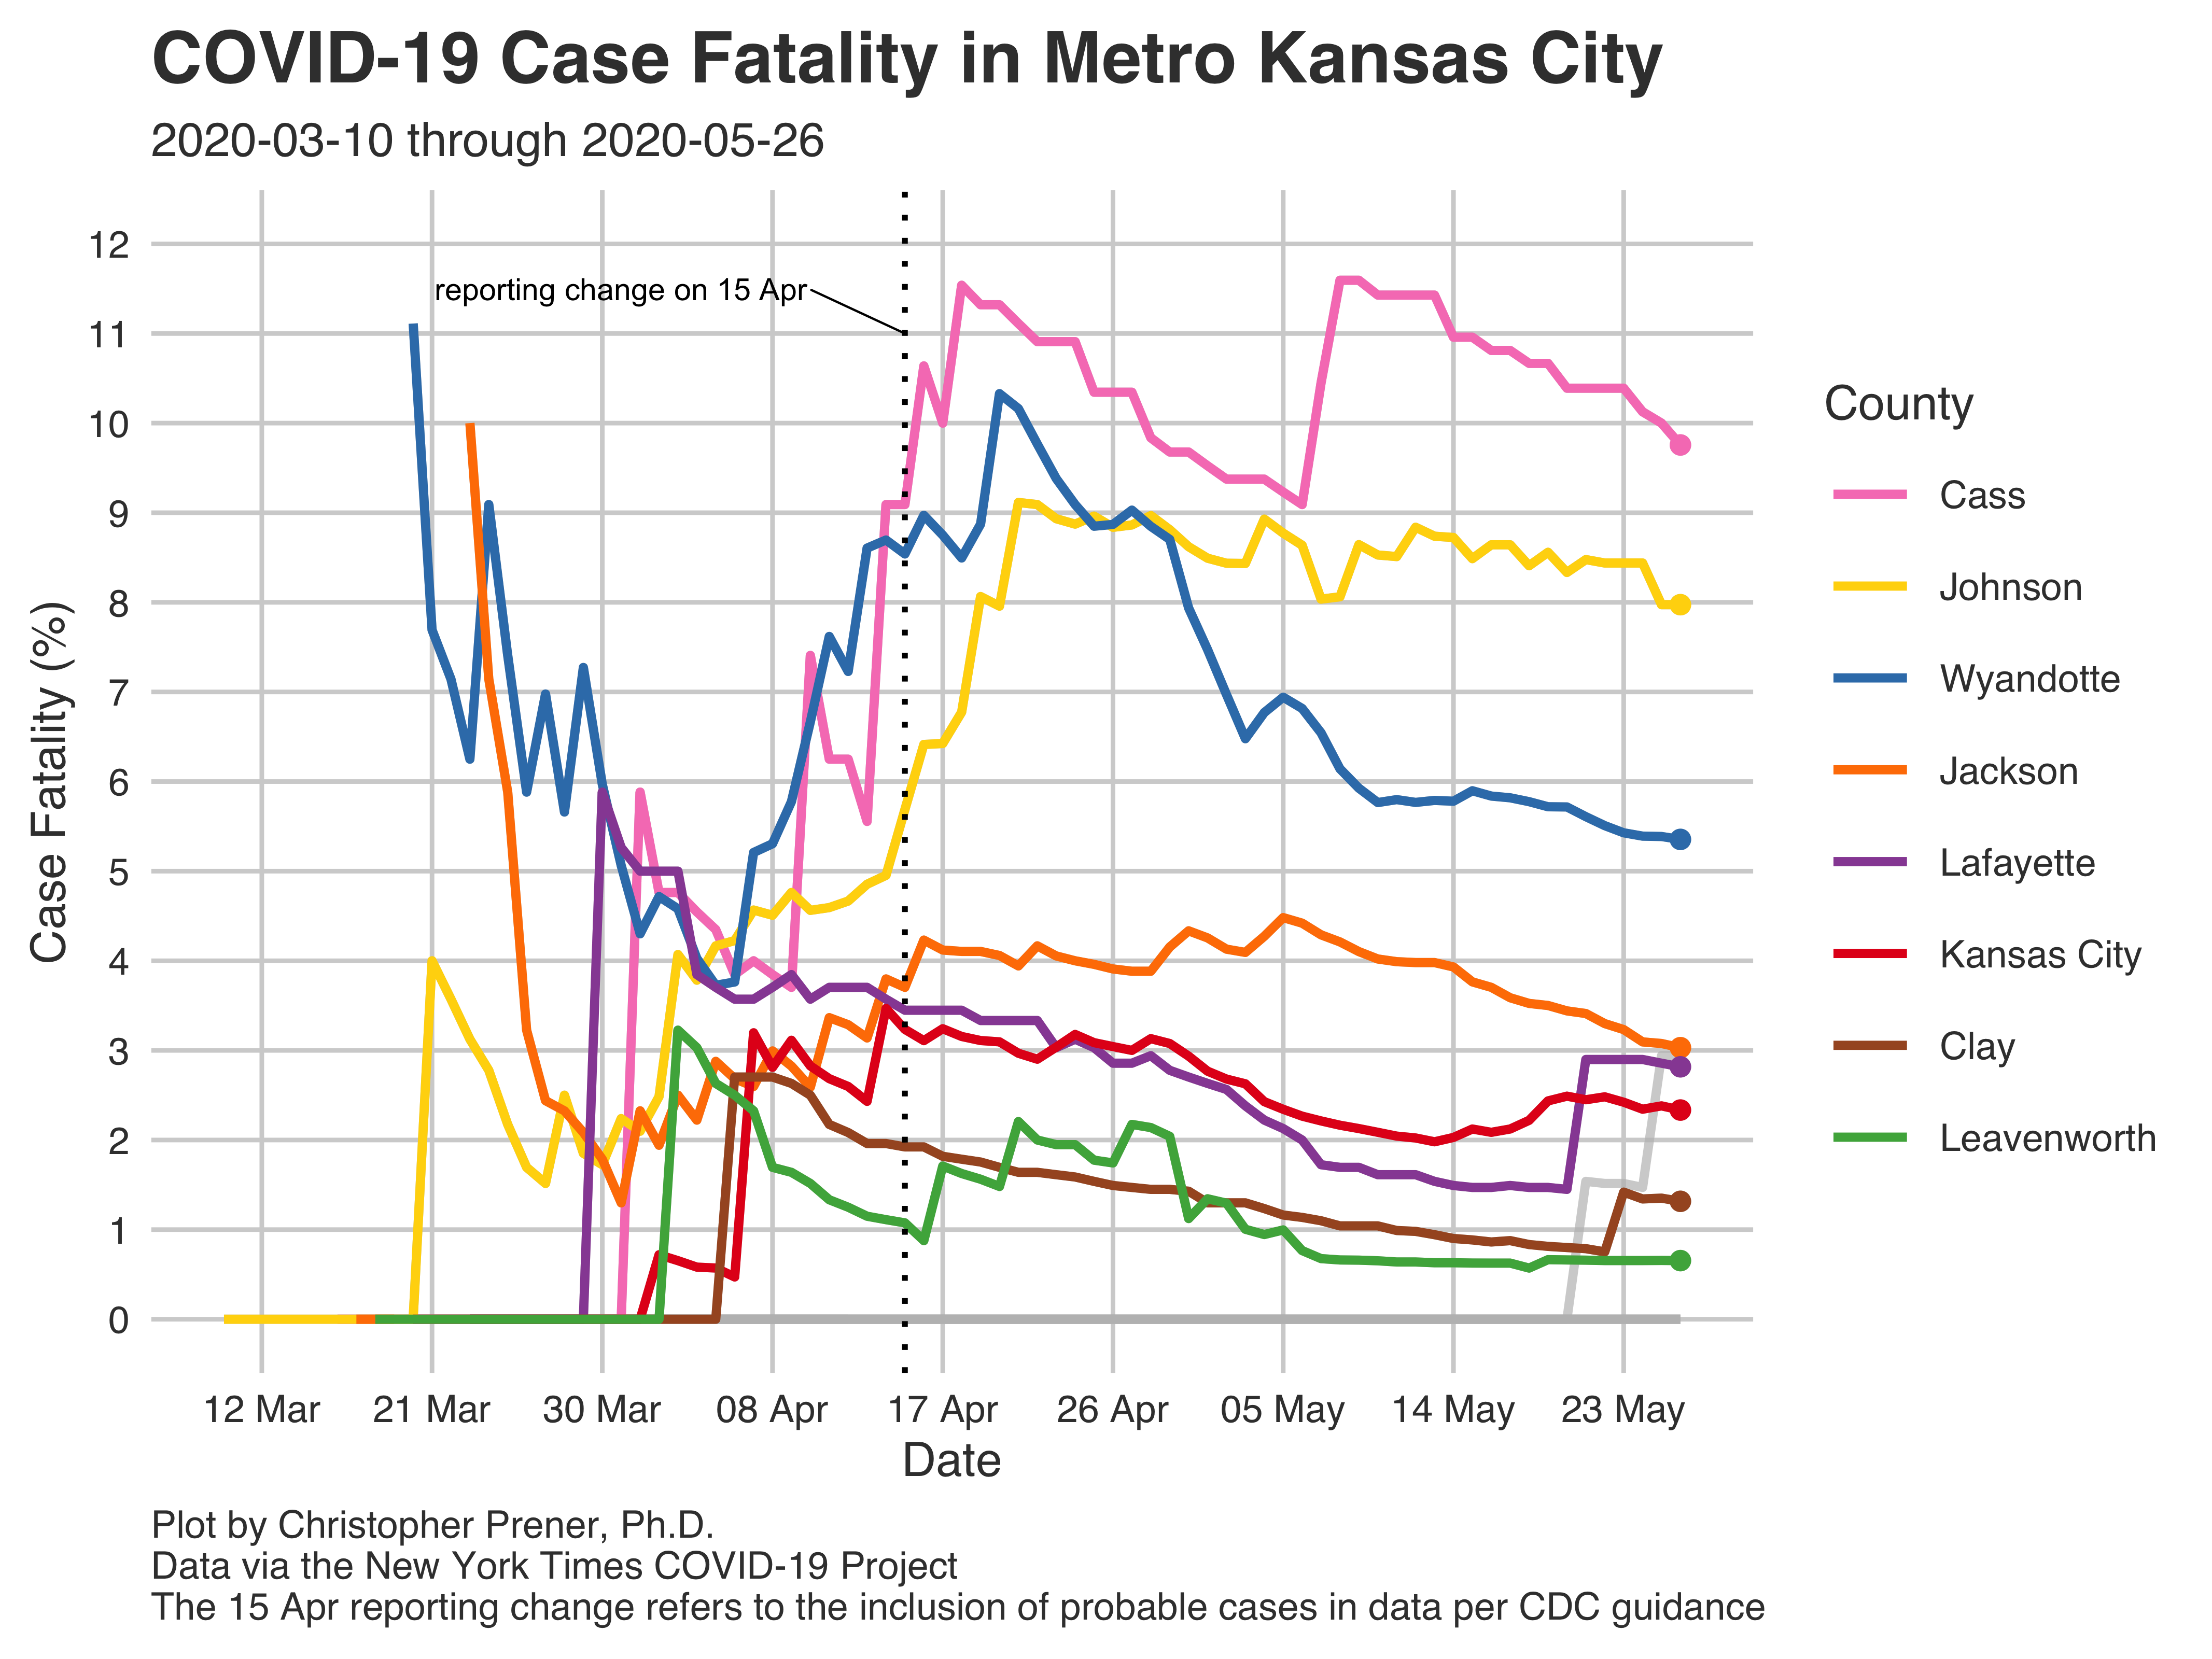 COVID-19 Case Fatality in Metro Kansas City
2020-03-10 through 2020-05-26
12
11
10
9
8
7
6
5
4
3
2
1
0
Case Fatality (%)
reporting change on 15 Apr
12 Mar
21 Mar
30 Mar
08 Apr
17 Apr
26 Apr
05 May
14 May
23 May
Date
County
Cass
Johnson
Wyandotte
Jackson
Lafayette
Kansas City
Clay
Leavenworth
Plot by Christopher Prener, Ph.D.
Data via the New York Times COVID-19 Project
The 15 Apr reporting change refers to the inclusion of probable cases in data per CDC guidance